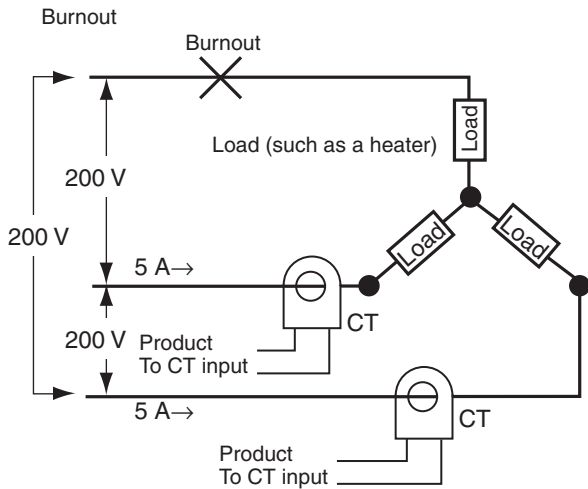 Burnout
Burnout
Load
Load (such as a heater)
200 V
200 V
Load
Load
5 A→
CT
Product
To CT input
200 V
5 A→
CT
Product
To CT input